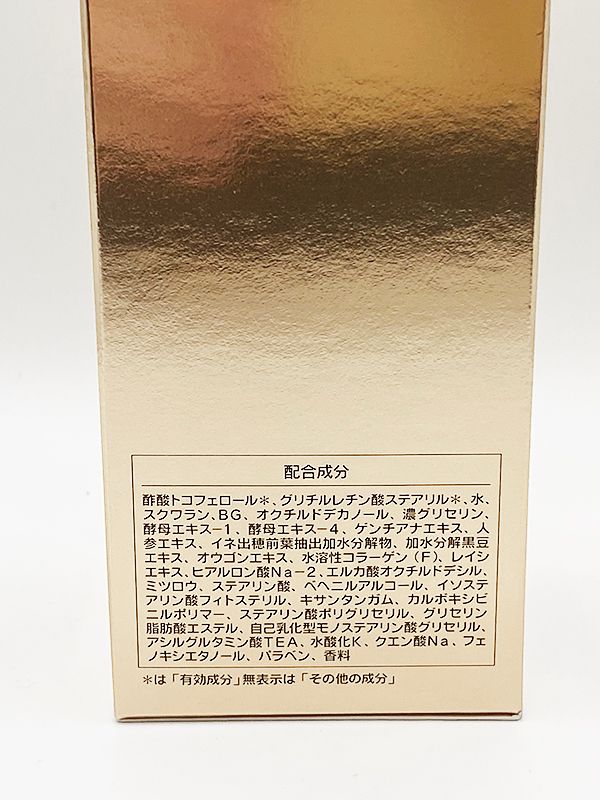 配合成分
酢酸トコフェロール＊、グリチルレチン酸ステアリル＊、水、
スクワラン、BG、オクチルドデカノール、濃グリセリン、
酵母エキス−1、酵母エキス−4、ゲンチアナエキス、人
参エキス、イネ出穂前葉抽出加水分解物、加水分解黒豆
エキス、オウゴンエキス、水溶性コラーゲン（F）、レイシ
エキス、ヒアルロン酸Na−2、エルカ酸オクチルドデシル、
ミツロウ、ステアリン酸、ベヘニルアルコール、イソステ
アリン酸フィトステリル、キサンタンガム、カルボキシビ
ニルポリマー、ステアリン酸ポリグリセリル、グリセリン
脂肪酸エステル、自己乳化型モノステアリン酸グリセリル、
アシルグルタミン酸TEA、水酸化K、クエン酸Na、フェ
ノキシエタノール、パラベン、香料
＊は「有効成分」無表示は「その他の成分」